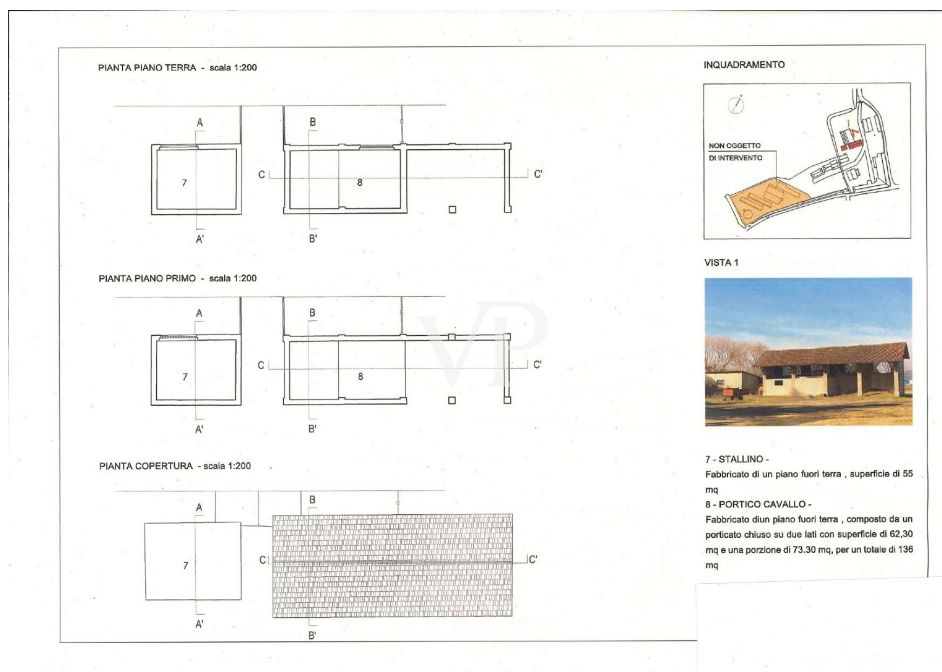 PIANTA PIANO TERRA - scala 1:200
A
B
7
C
8
C'
A'
B'
PIANTA PIANO PRIMO - scala 1:200
A
B
7
C
8
C'
A'
B'
PIANTA COPERTURA - scala 1:200
A
B
7
C
C'
A'
B'
VP
INQUADRAMENTO
NON OGGETTO
DI INTERVENTO
VISTA 1
7 - STALLINO -
Fabbricato di un piano fuori terra , superficie di 55
mq
8 - PORTICO CAVALLO -
Fabbricato diun piano fuori terra , composto da un
porticato chiuso su due lati con superficie di 62,30
mq e una porzione di 73.30 mq, per un totale di 136
mq